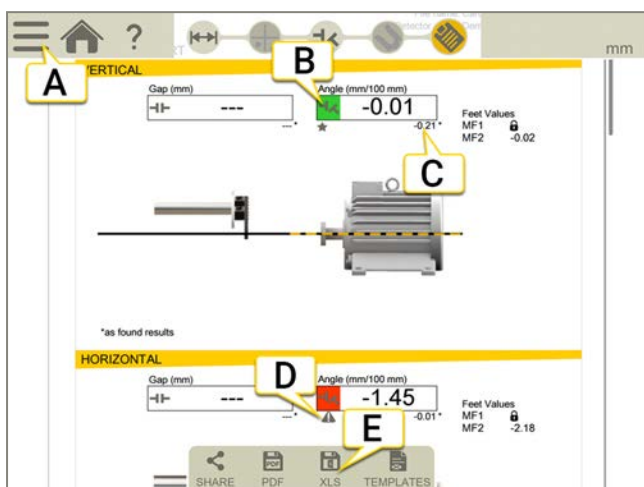 ?
mm
A
B
VERTICAL
Gap (mm)
---
---*
Angle (mm/100 mm)
-0.01
-0.21 *
C
Feet Values
MF1
MF2 -0.02
*as found results
HORIZONTAL
Gap (mm)
---
---*
D
Angle (mm/100 mm)
-1.45
-0.01 *
E
Feet Values
MF1
MF2 -2.18
SHARE PDF XLS TEMPLATES